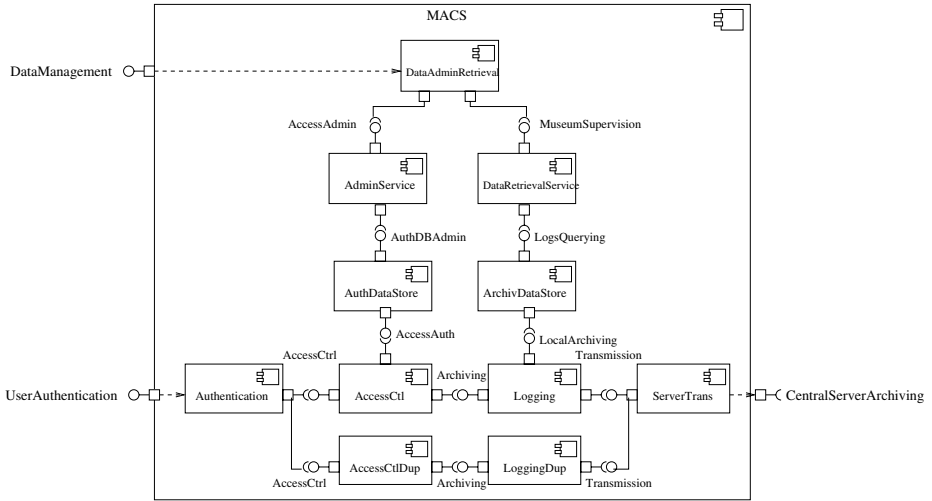 MACS
DataManagement
DataAdminRetrieval
AccessAdmin
MuseumSupervision
AdminService
DataRetrievalService
AuthDBAdmin
LogsQuerying
AuthDataStore
ArchivDataStore
AccessAuth
LocalArchiving
AccessCtrl
Transmission
Archiving
UserAuthentication
Authentication
AccessCtl
Logging
ServerTrans
CentralServerArchiving
AccessCtlDup
LoggingDup
AccessCtrl
Archiving
Transmission